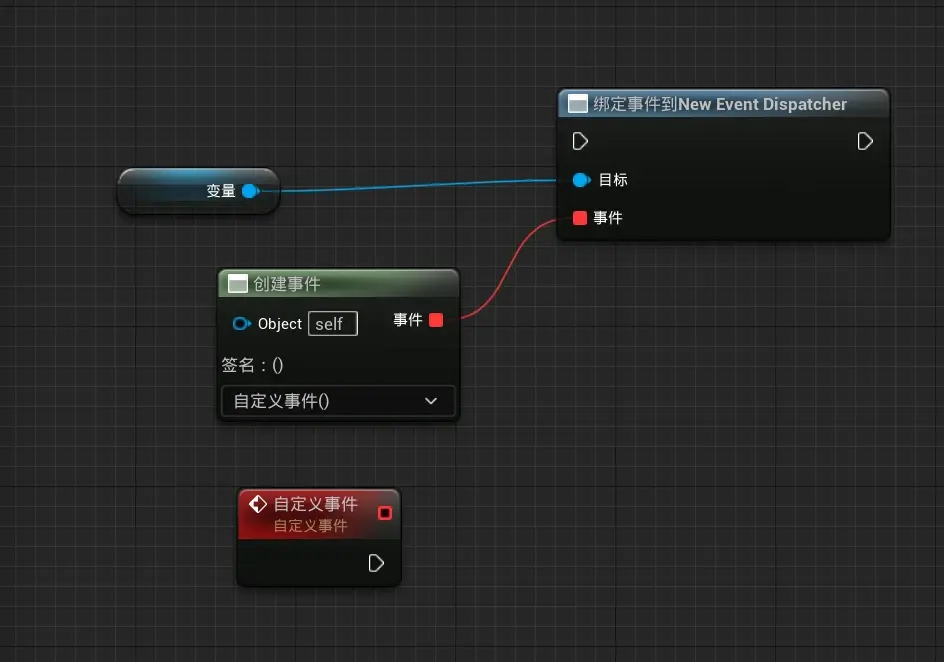 绑定事件到New Event Dispatcher
变量
目标
事件
创建事件
Object self
事件
签名：()
自定义事件()
自定义事件
自定义事件